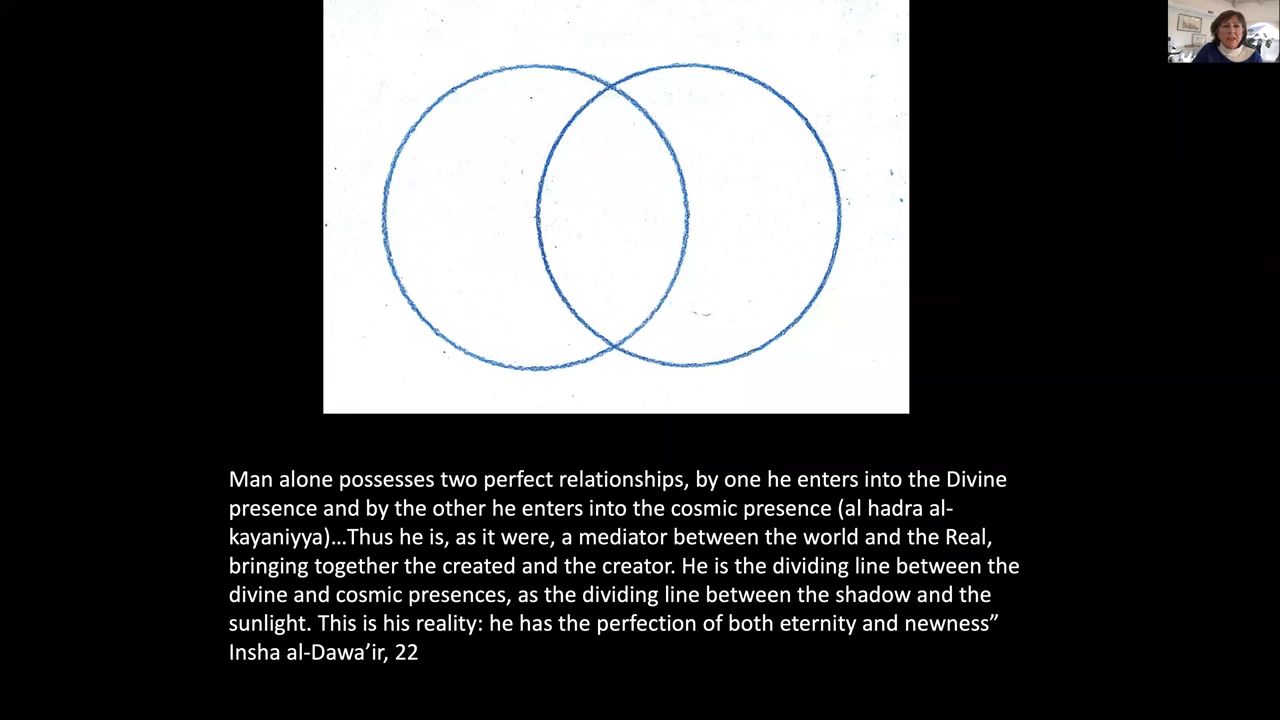 Man alone possesses two perfect relationships, by one he enters into the Divine
presence and by the other he enters into the cosmic presence (al hadra al-
kayaniyya)…Thus he is, as it were, a mediator between the world and the Real,
bringing together the created and the creator. He is the dividing line between the
divine and cosmic presences, as the dividing line between the shadow and the
sunlight. This is his reality: he has the perfection of both eternity and newness”
Insha al-Dawa’ir, 22